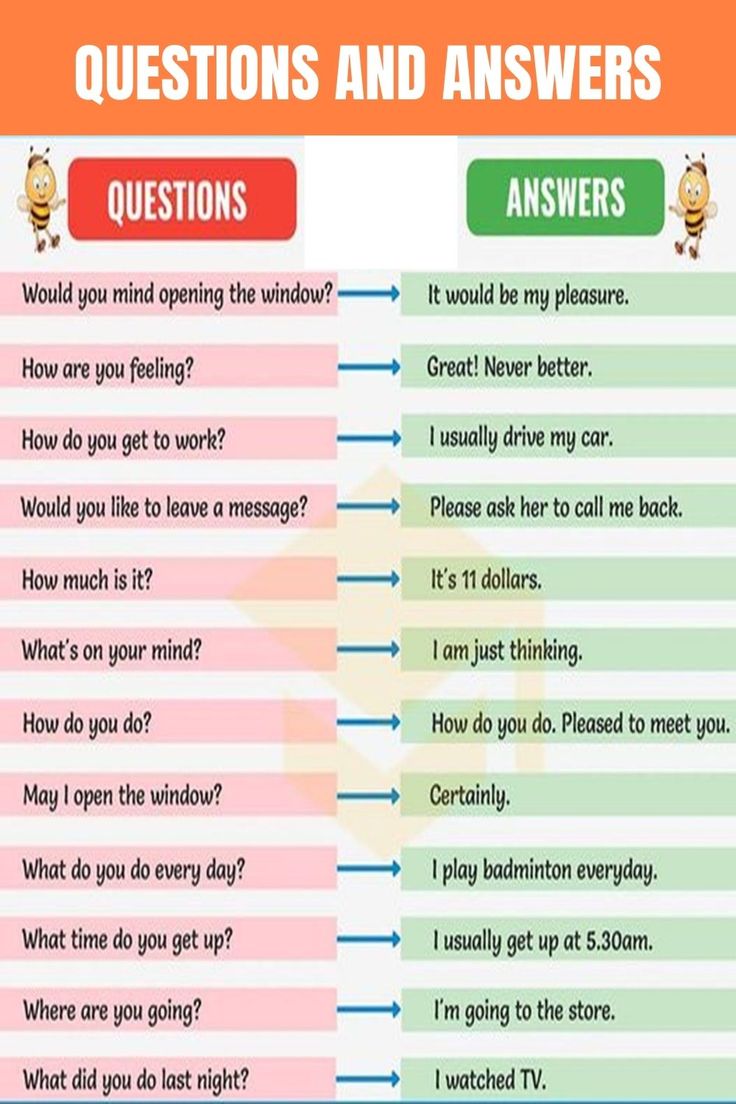 QUESTIONS AND ANSWERS
QUESTIONS ANSWERS
Would you mind opening the window? It would be my pleasure.
How are you feeling? Great! Never better.
How do you get to work? I usually drive my car.
Would you like to leave a message? Please ask her to call me back.
How much is it? It's 11 dollars.
What's on your mind? I am just thinking.
How do you do? How do you do. Pleased to meet you.
May I open the window? Certainly.
What do you do every day? I play badminton everyday.
What time do you get up? I usually get up at 5.30am.
Where are you going? I'm going to the store.
What did you do last night? I watched TV.